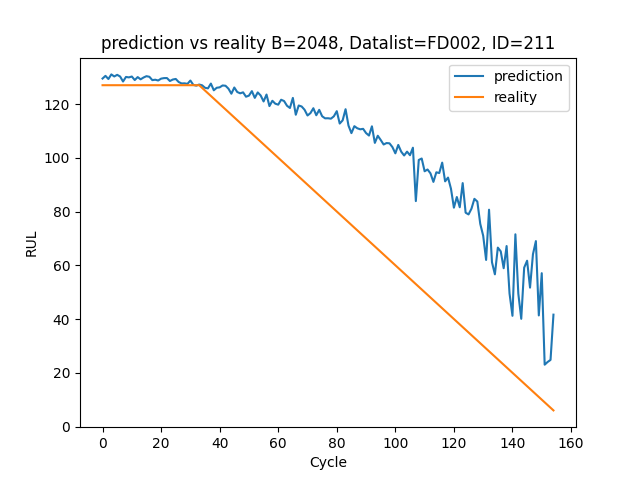 prediction vs reality B=2048, Datalist=FD002, ID=211
prediction
reality
RUL
120
100
80
60
40
20
0
0 20 40 60 80 100 120 140 160
Cycle